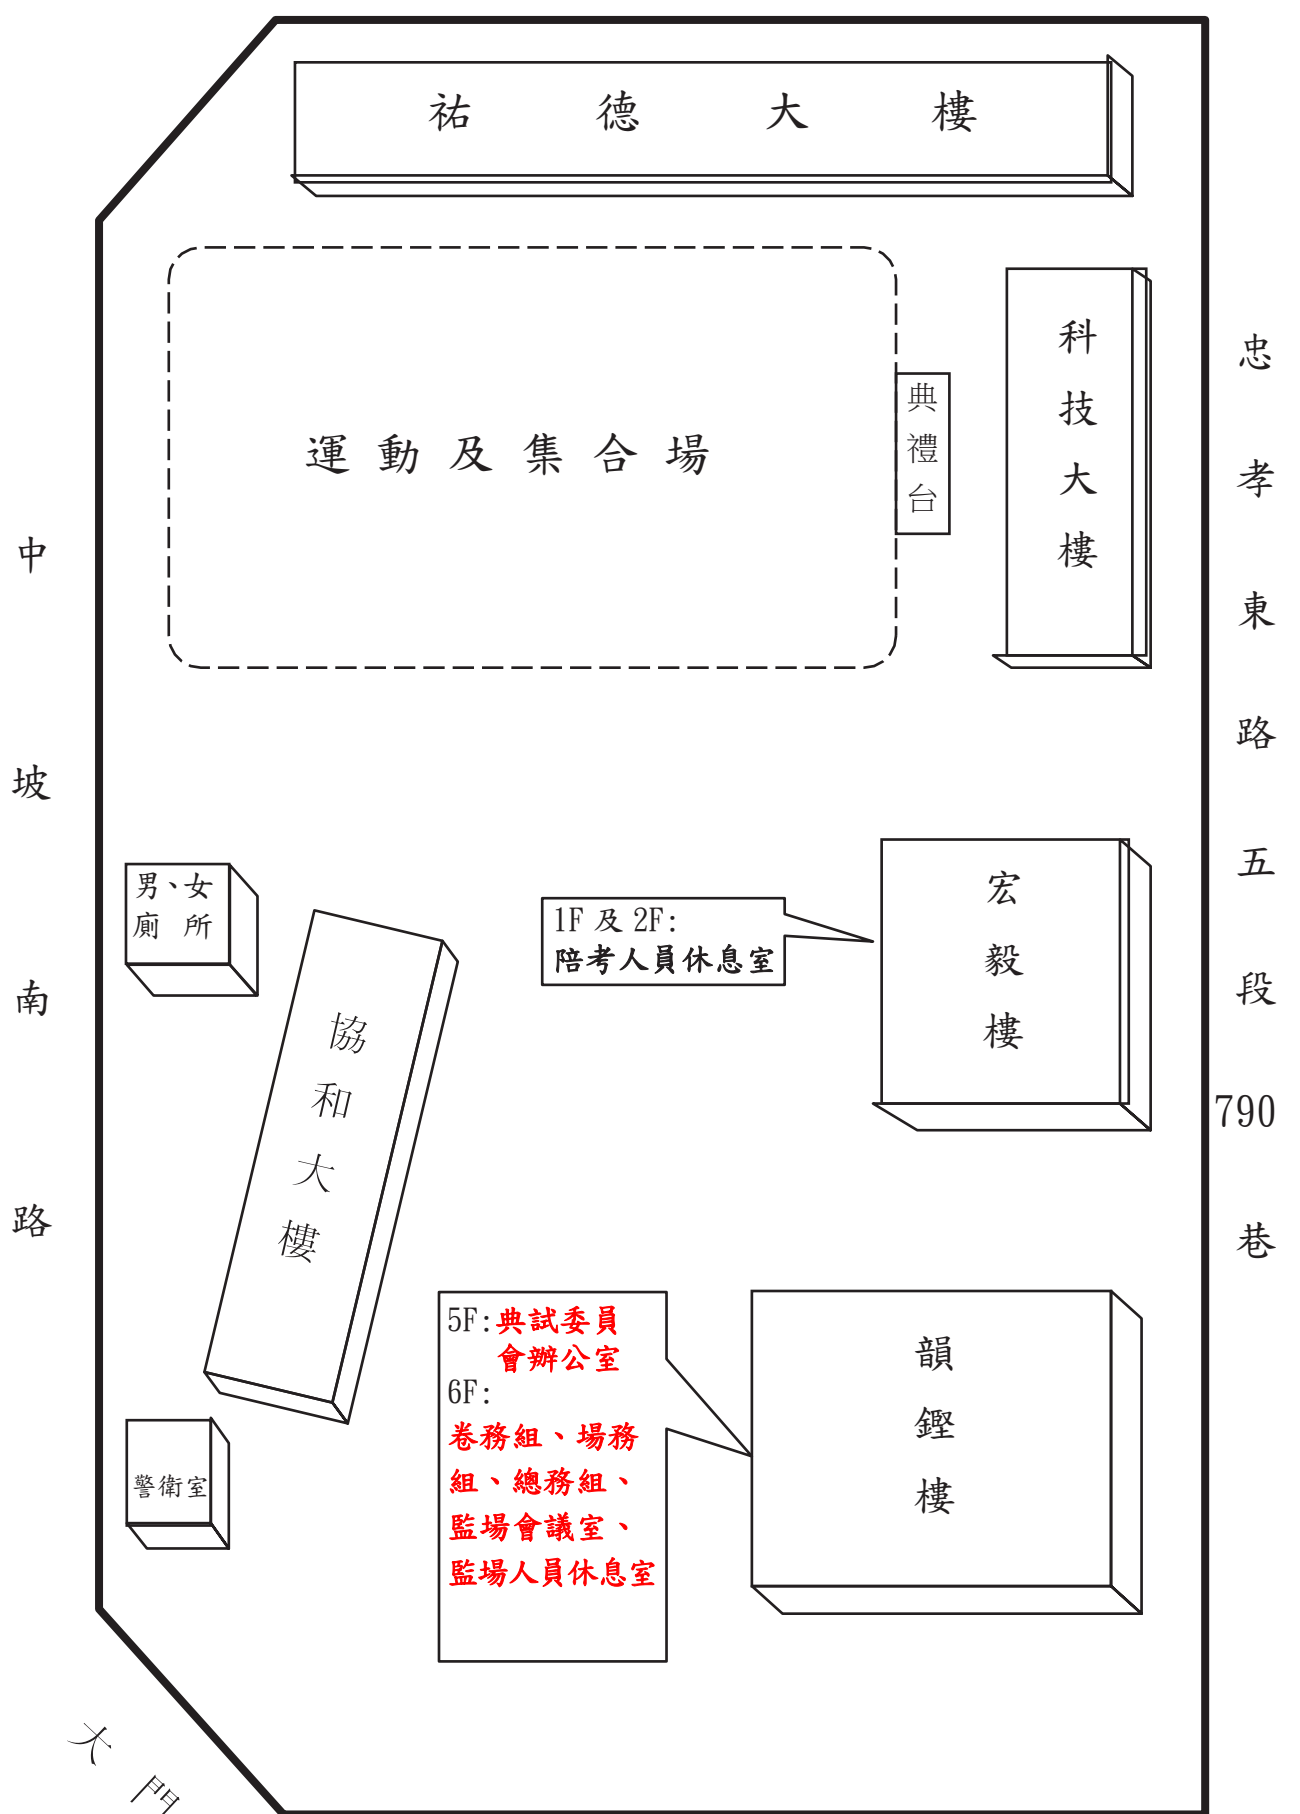 祐德大樓
運動及集合場
典禮台
科技大樓
中坡南路
忠孝東路五段790巷
男、女
廁所
協和大樓
1F 及 2F:
陪考人員休息室
宏毅樓
5F:典試委員
會辦公室
6F:
卷務組、場務
組、總務組、
監場會議室、
監場人員休息室
韻鏗樓
警衛室
大門